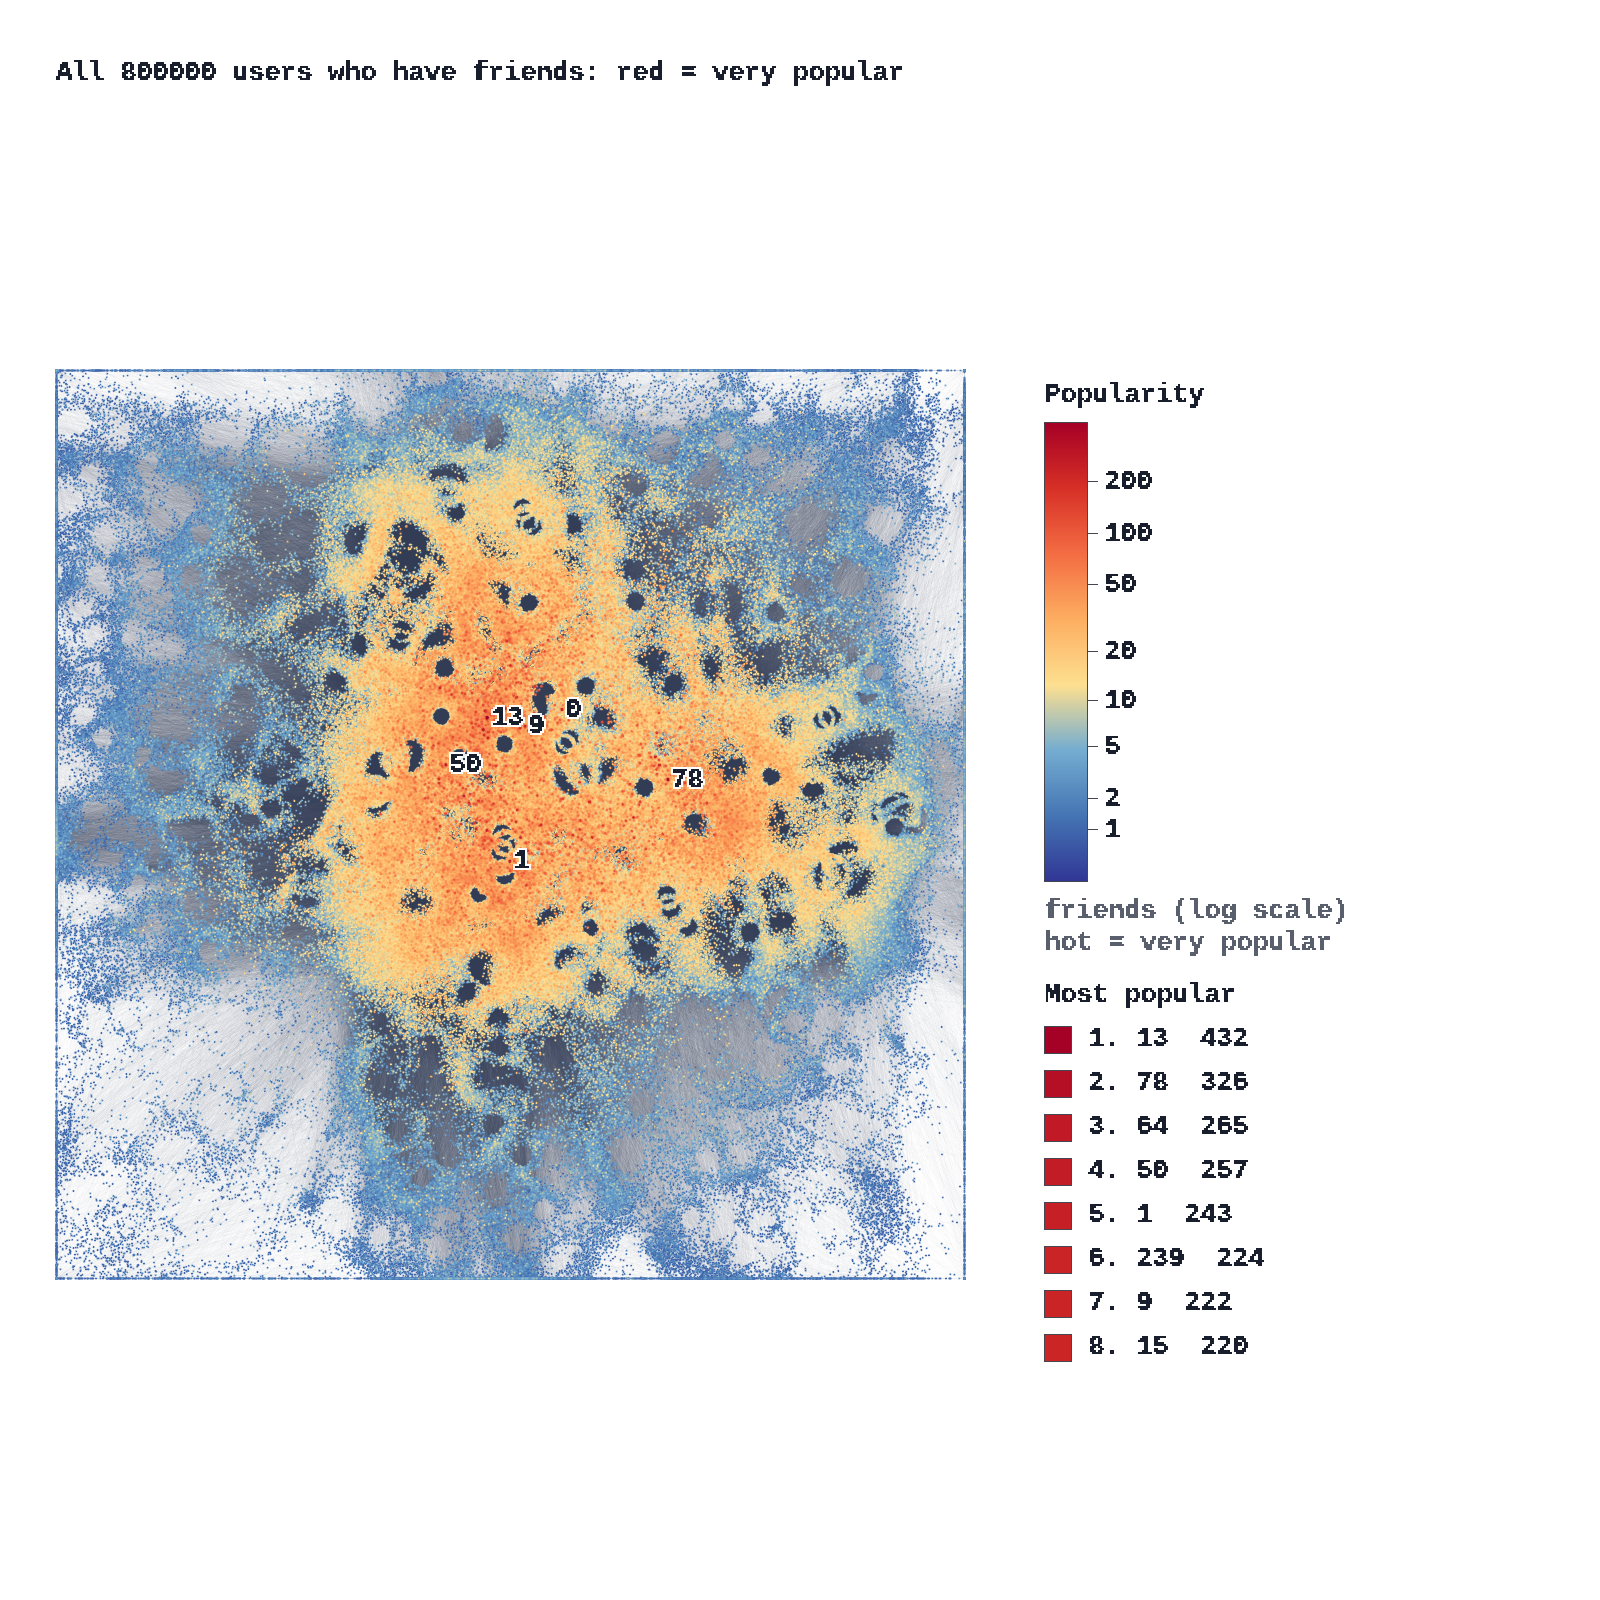 All 800000 users who have friends: red = very popular
Popularity
200
100
50
20
10
5
2
1
friends (log scale)
hot = very popular
Most popular
1. 13 432
2. 78 326
3. 64 265
4. 50 257
5. 1 243
6. 239 224
7. 9 222
8. 15 220
0
13
9
50
78
1